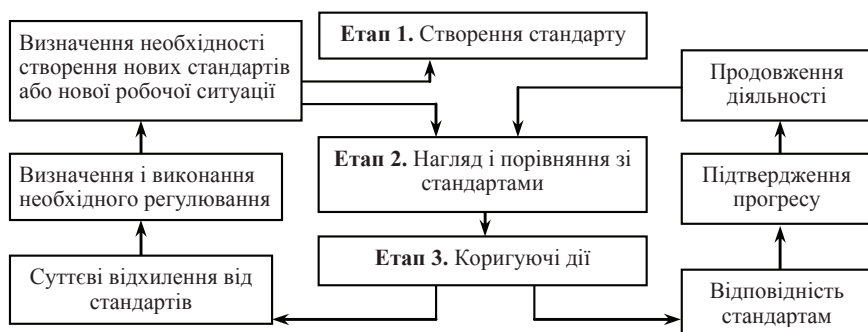 Визначення необхідності
створення нових стандартів
або нової робочої ситуації
Етап 1. Створення стандарту
Продовження
діяльності
Етап 2. Нагляд і порівняння зі
стандартами
Визначення і виконання
необхідного регулювання
Підтвердження
прогресу
Етап 3. Коригуючі дії
Суттєві відхилення від
стандартів
Відповідність
стандартам